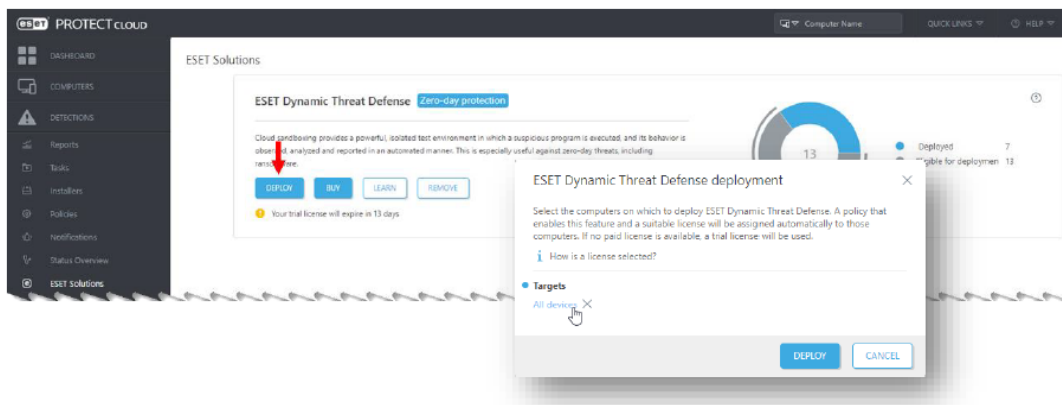 eset PROTECT CLOUD
Computer Name
QUICK LINKS
HELP
DASHBOARD
COMPUTERS
DETECTIONS
Reports
Tasks
Installers
Policies
Notifications
Status Overview
ESET Solutions
ESET Solutions
ESET Dynamic Threat Defense Zero-day protection
Cloud sandboxing provides a powerful, isolated test environment in which a suspicious program is executed, and its behavior is
analyzed and reported in an automated manner. This is especially useful against zero-day threats, including
DEPLOY BUY LEARN REMOVE
Your trial license will expire in 13 days
13
Deployed 7
for deploymen 13
ESET Dynamic Threat Defense deployment
Select the computers on which to deploy ESET Dynamic Threat Defense. A policy that
enables this feature and a suitable license will be assigned automatically to those
computers. If no paid license is available, a trial license will be used.
How is a license selected?
Targets
All devices
DEPLOY CANCEL